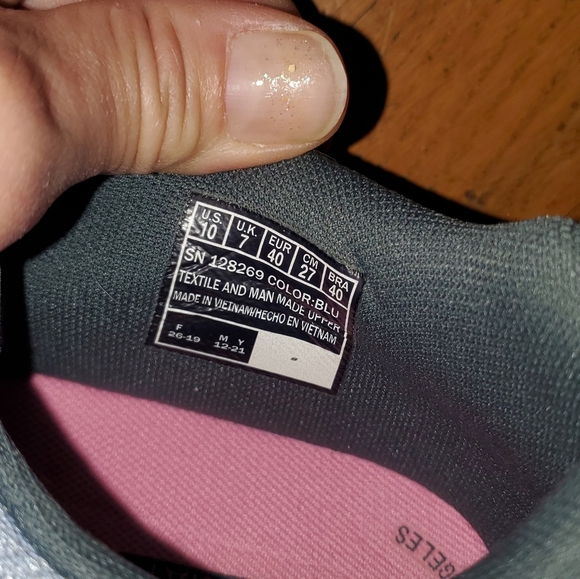 U.S. U.K. EUR CM BRA
10 7 40 27 40
SN 128269 COLOR:BLU
TEXTILE AND MAN MADE UPPER
MADE IN VIETNAM/HECHO EN VIETNAM
F M Y
26-19 12-21
GELES